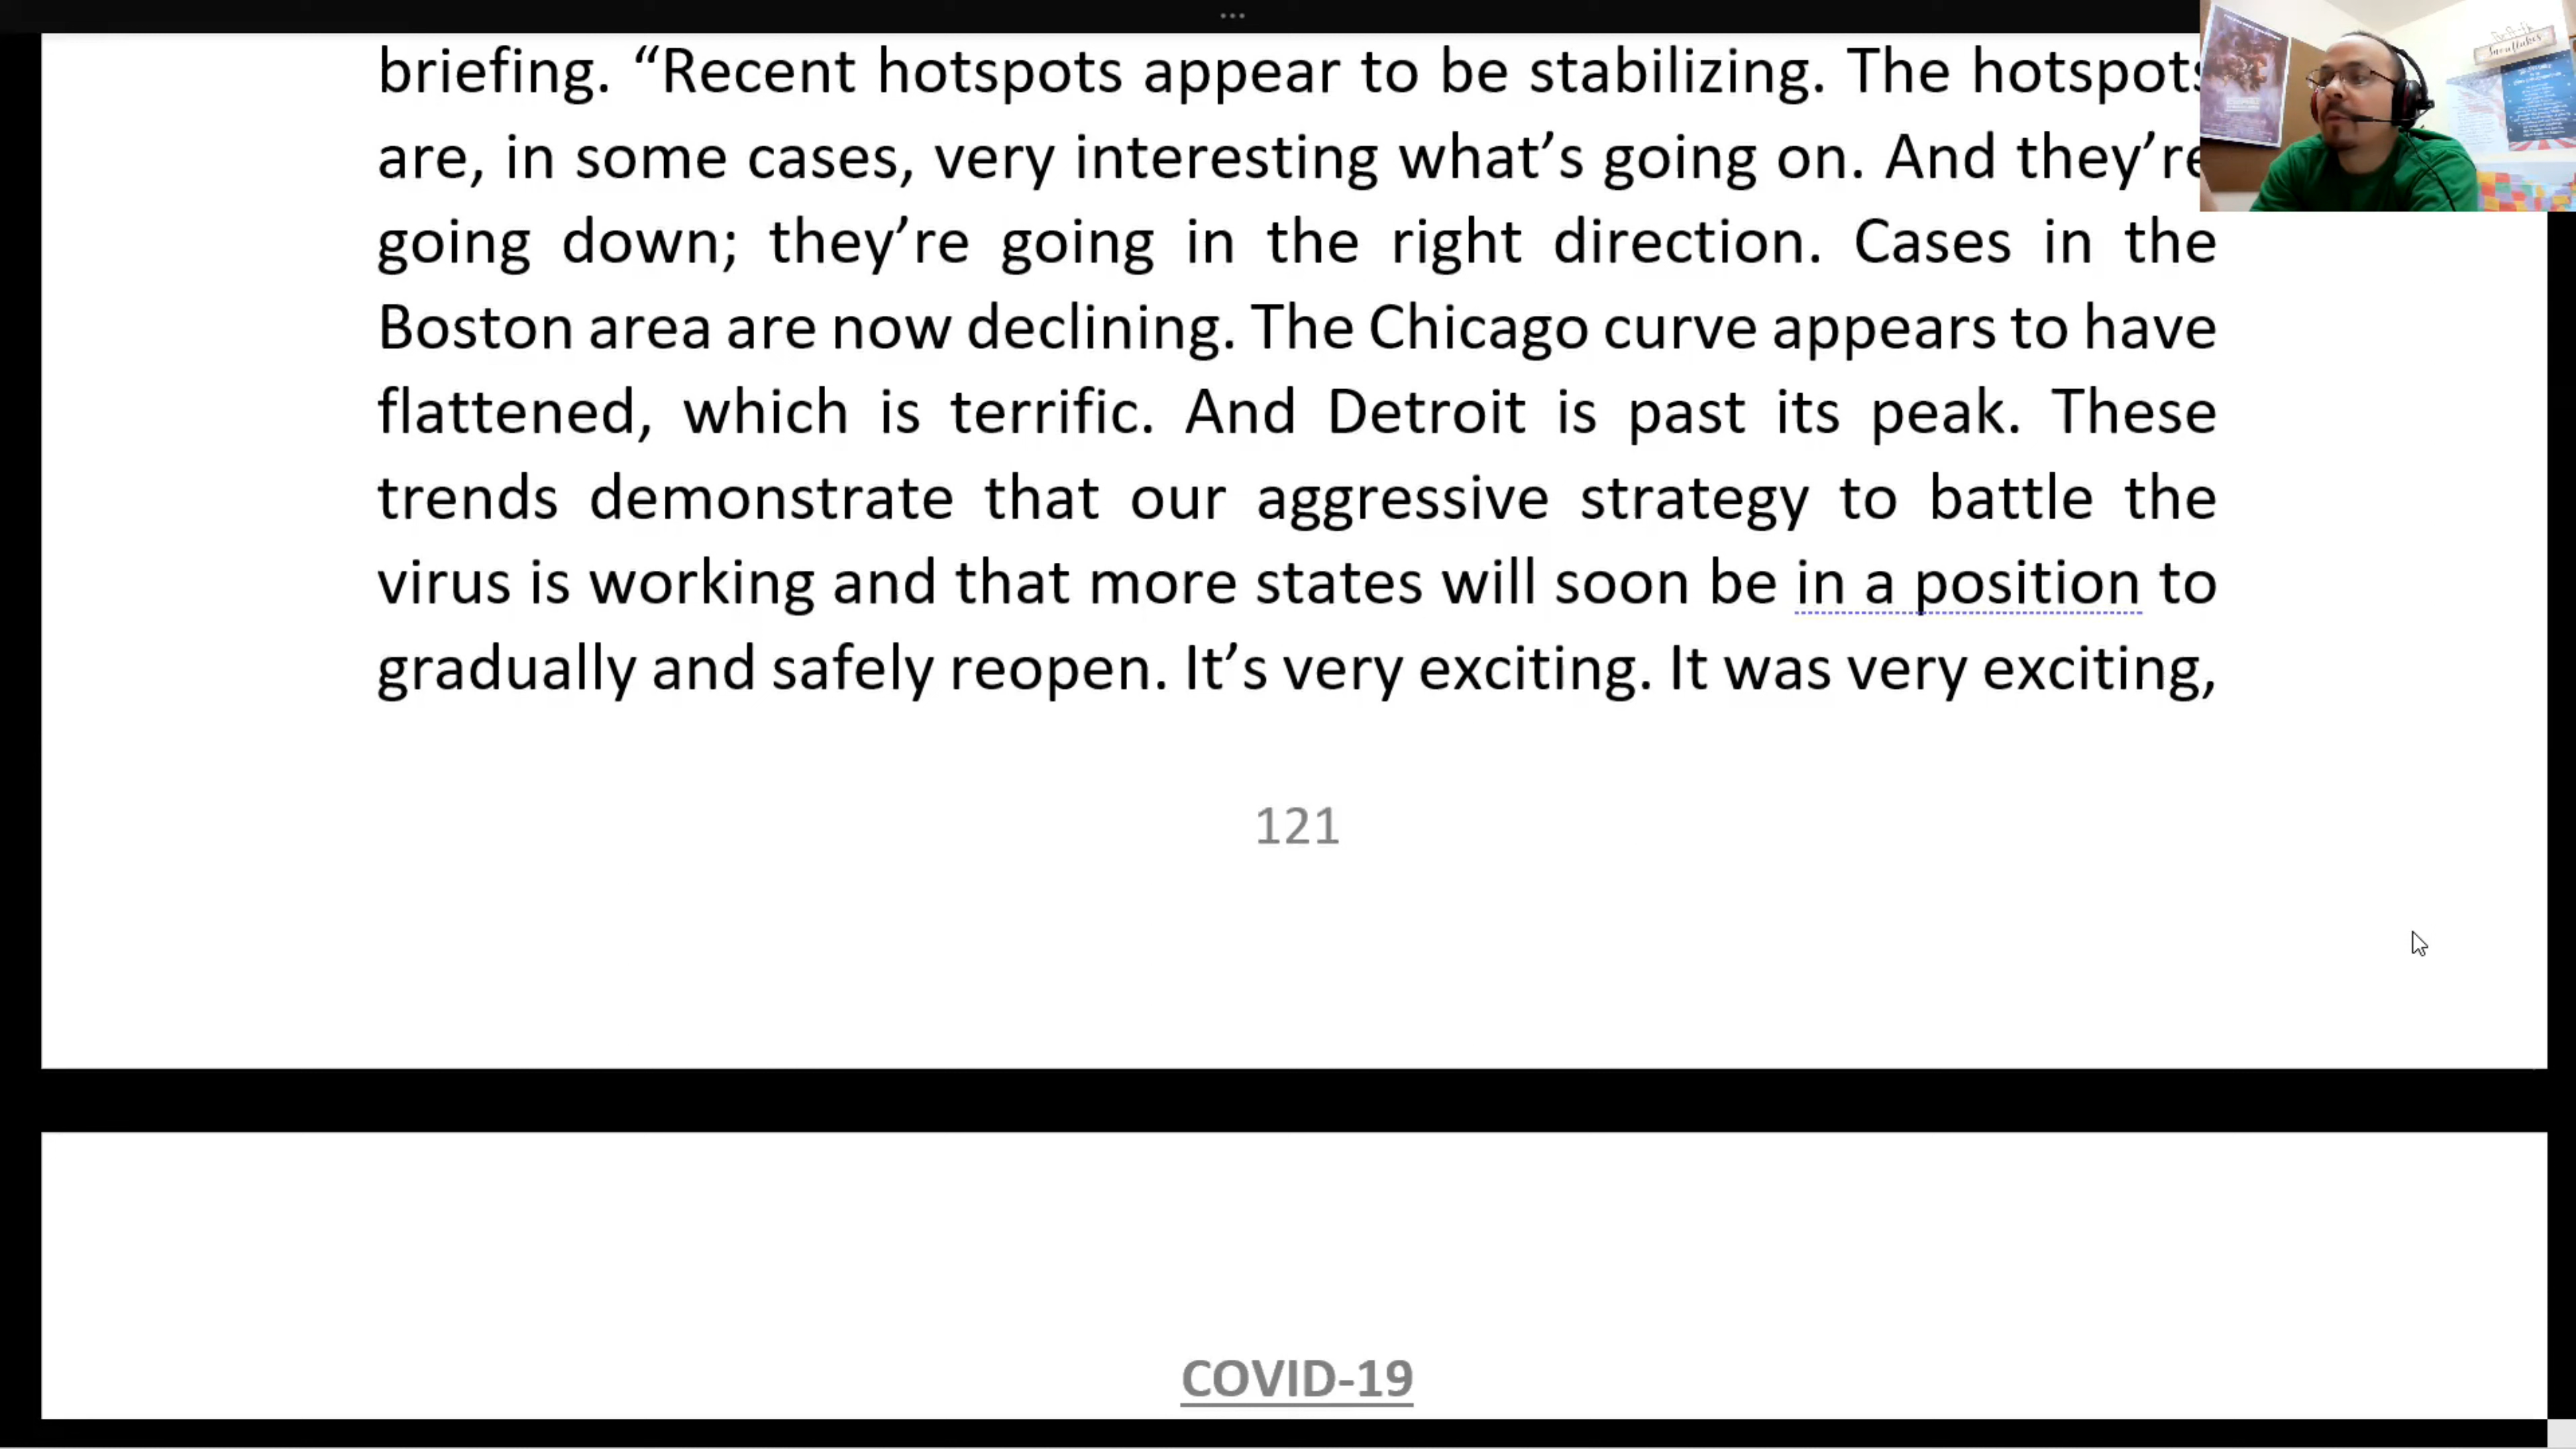 briefing. “Recent hotspots appear to be stabilizing. The hotspots
are, in some cases, very interesting what’s going on. And they’re
going down; they’re going in the right direction. Cases in the
Boston area are now declining. The Chicago curve appears to have
flattened, which is terrific. And Detroit is past its peak. These
trends demonstrate that our aggressive strategy to battle the
virus is working and that more states will soon be in a position to
gradually and safely reopen. It’s very exciting. It was very exciting,
121
COVID-19
Snowflakes